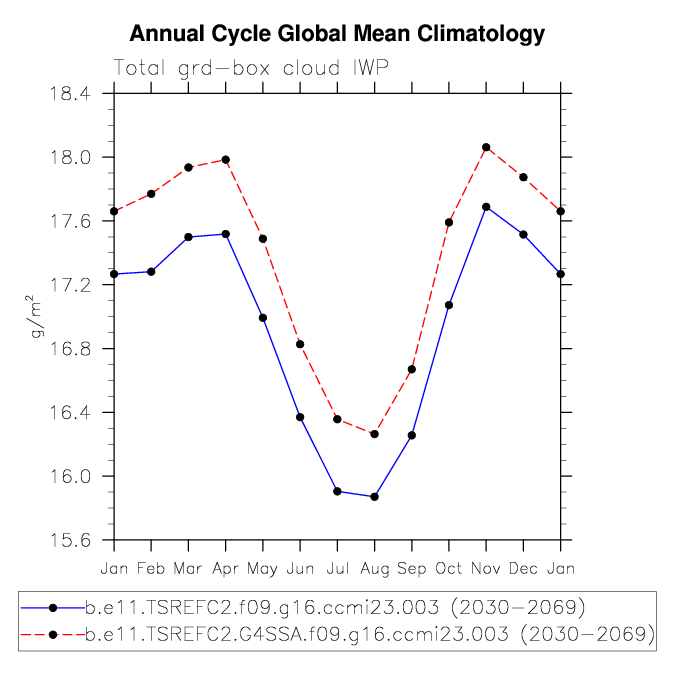 Annual Cycle Global Mean Climatology
Total grd-box cloud IWP
18.4
18.0
17.6
17.2
16.8
16.4
16.0
15.6
g/m²
Jan Feb Mar Apr May Jun Jul Aug Sep Oct Nov Dec Jan
b.e11.TSREFC2.f09.g16.ccmi23.003 (2030-2069)
b.e11.TSREFC2.G4SSA.f09.g16.ccmi23.003 (2030-2069)